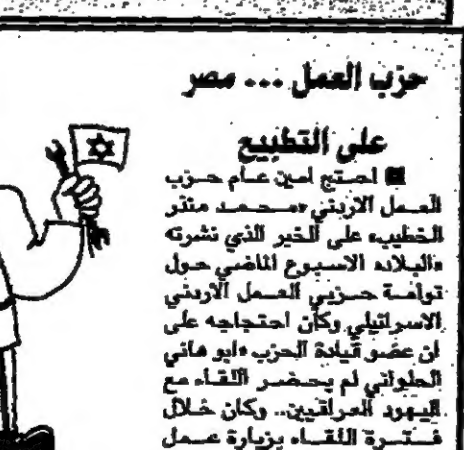 حزب العمل ... مصر
على التطبيع
احتج امين عام حزب
العمل الاردني «محمد منذر
الخطيب» على الخبر الذي نشرته
«البلاد» الاسبوع الماضي حول
توأمة حزبي العمل الاردني
الاسرائيلي وكأن احتجاجه على
ان عضو قيادة الحزب «ابو هاني
الحلواني لم يحضر اللقاء مع
اليهود العراقيين.. وكان خلال
فترة اللقاء بزيارة عمل